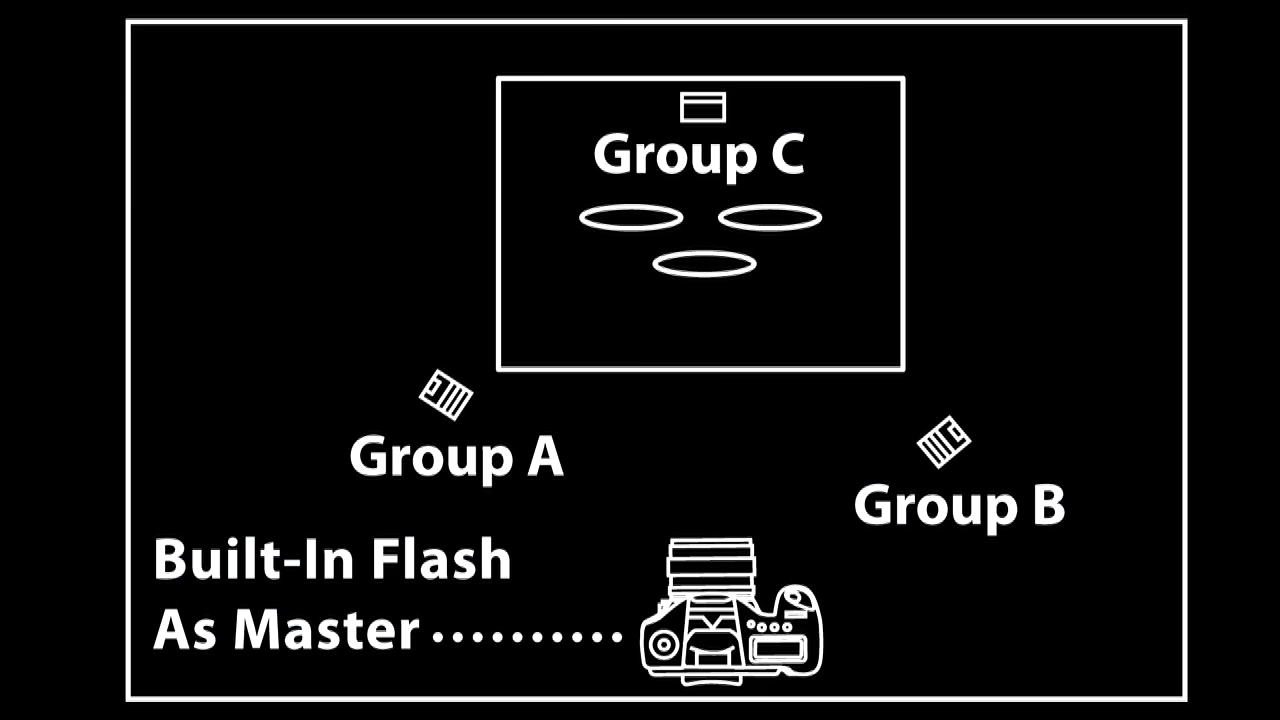 Group C
Group A
Group B
Built-In Flash
As Master ..........